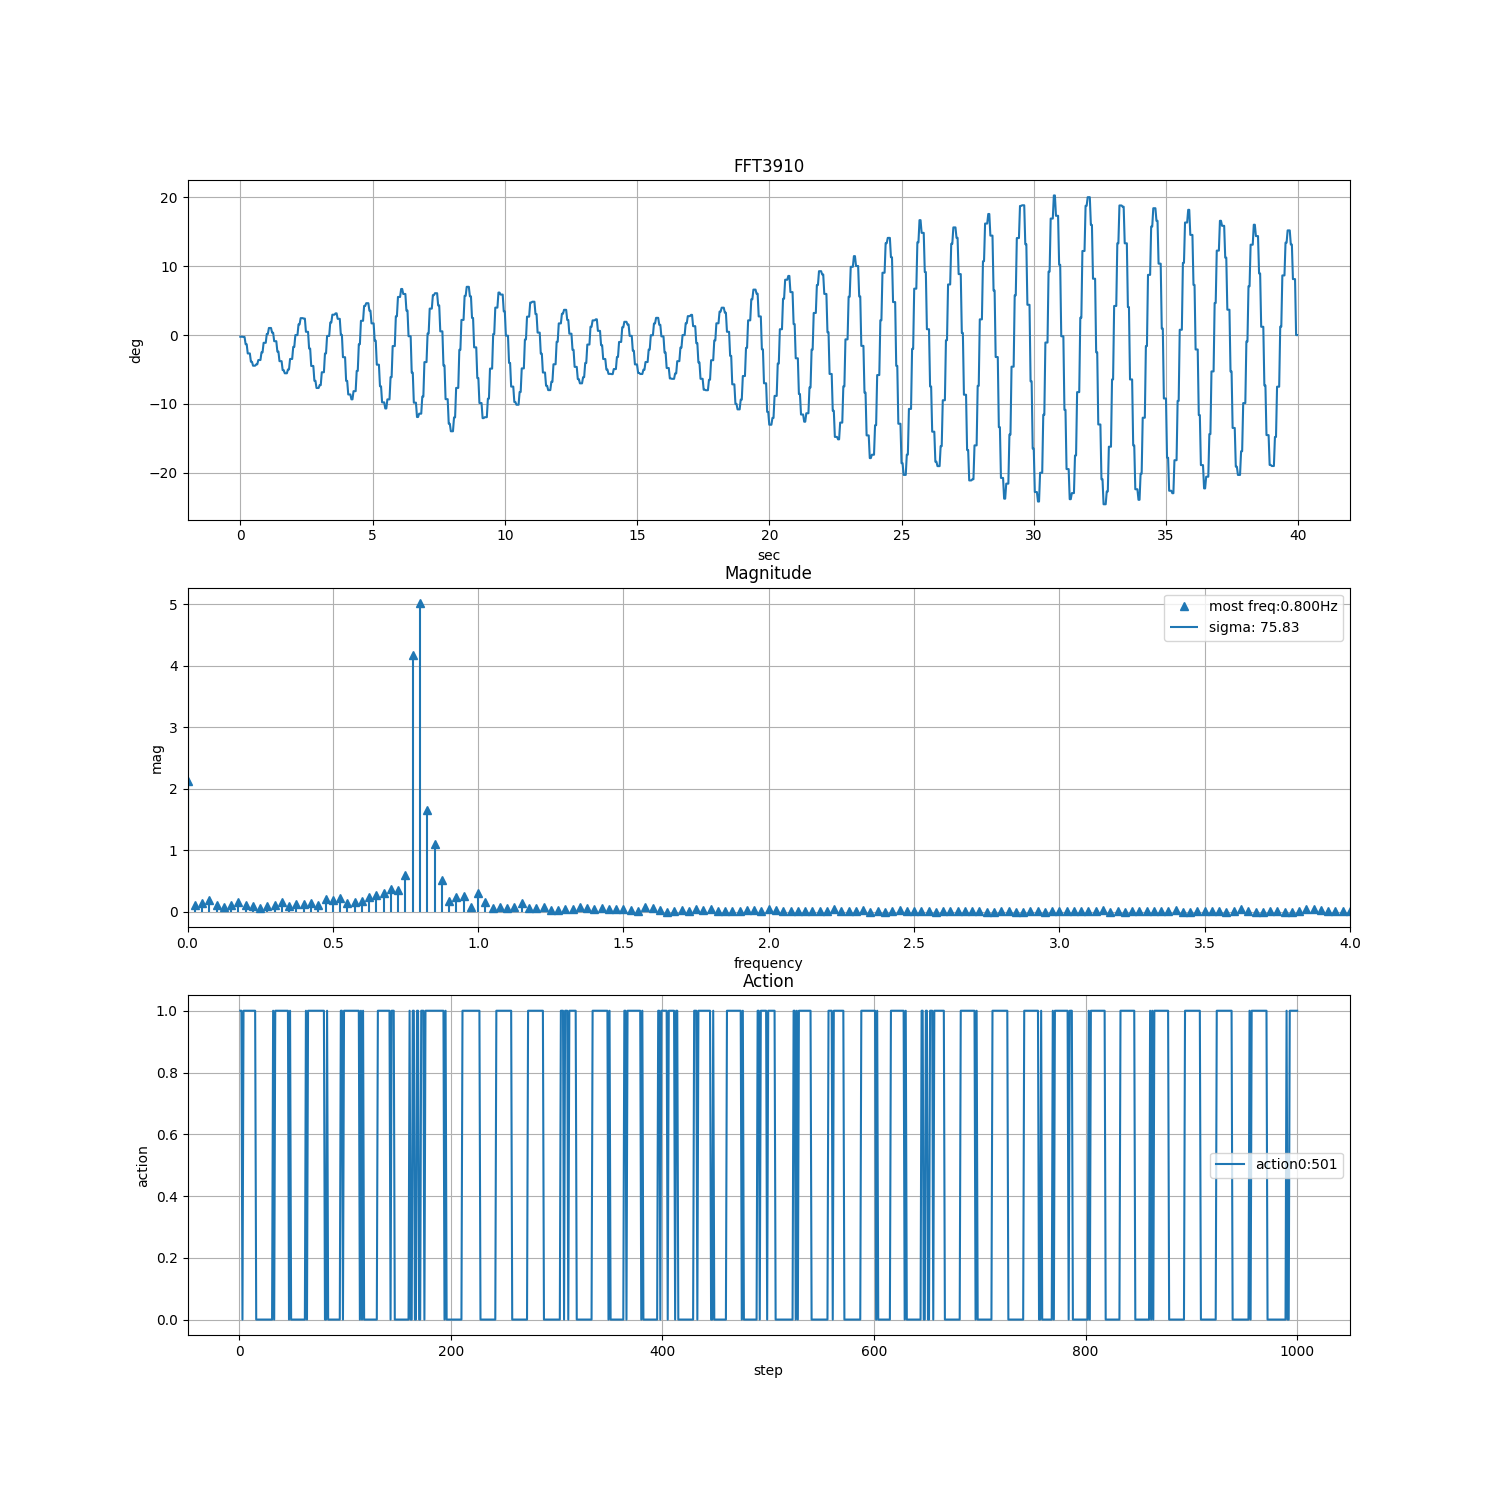 FFT3910
20
10
0
−10
−20
deg
0 5 10 15 20 25 30 35 40
sec
Magnitude
5
4
3
2
1
0
mag
most freq:0.800Hz
sigma: 75.83
0.0 0.5 1.0 1.5 2.0 2.5 3.0 3.5 4.0
frequency
Action
1.0
0.8
0.6
0.4
0.2
0.0
action
action0:501
0 200 400 600 800 1000
step